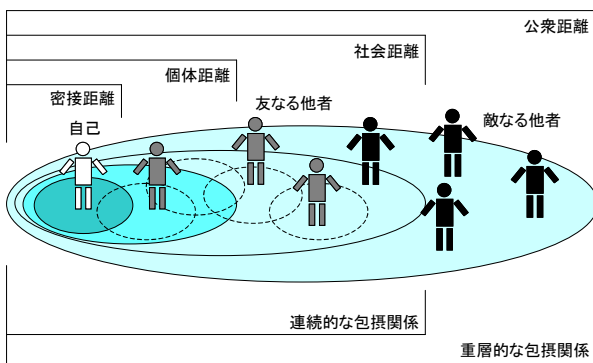 公衆距離
社会距離
個体距離
密接距離
友なる他者
敵なる他者
自己
連続的な包摂関係
重層的な包摂関係